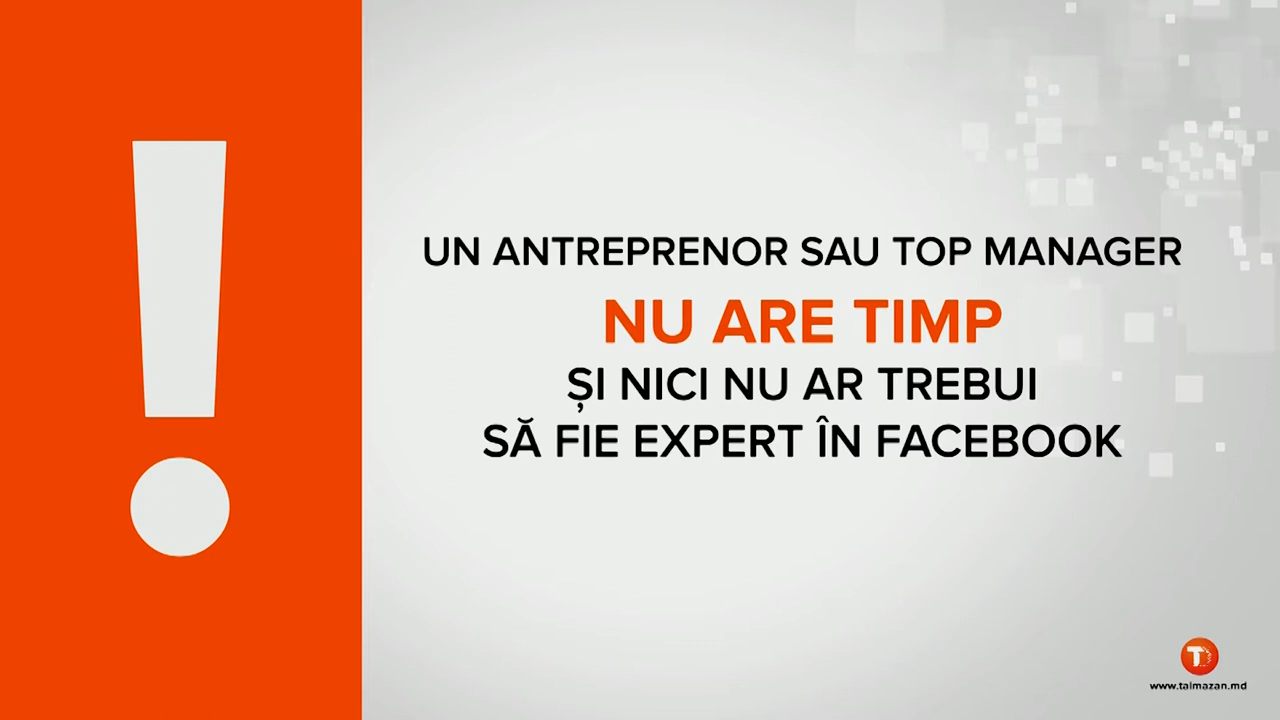 !
UN ANTREPRENOR SAU TOP MANAGER
NU ARE TIMP
ȘI NICI NU AR TREBUI
SĂ FIE EXPERT ÎN FACEBOOK
T
www.talmazan.md